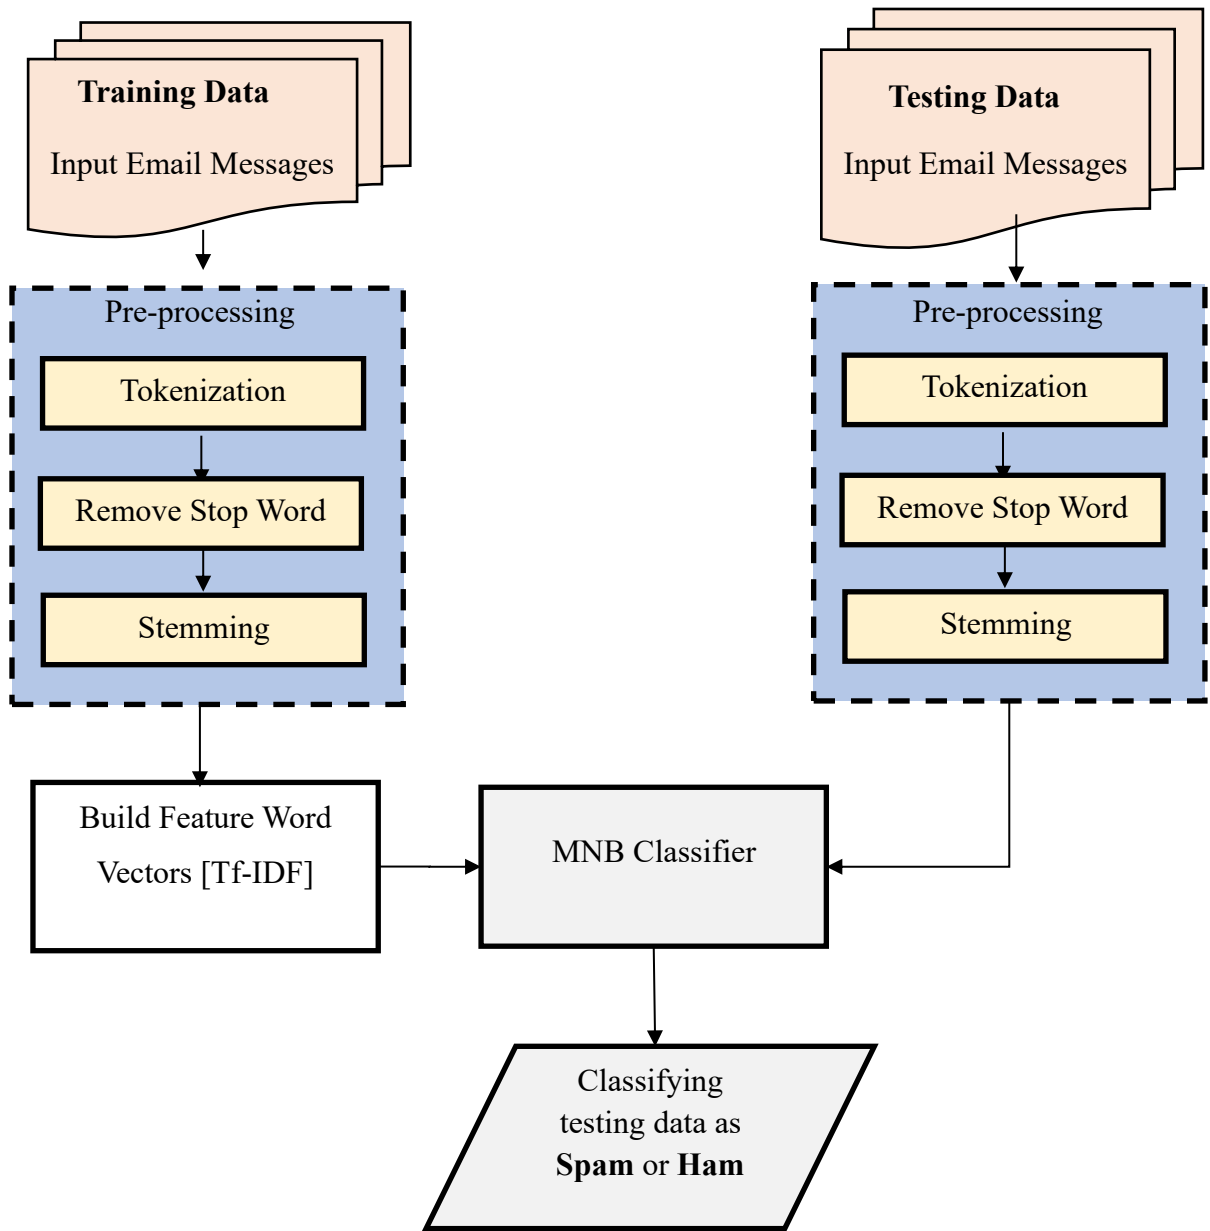 Training Data
Input Email Messages
Pre-processing
Tokenization
Remove Stop Word
Stemming
Build Feature Word
Vectors [Tf-IDF]
Testing Data
Input Email Messages
Pre-processing
Tokenization
Remove Stop Word
Stemming
MNB Classifier
Classifying
testing data as
Spam or Ham